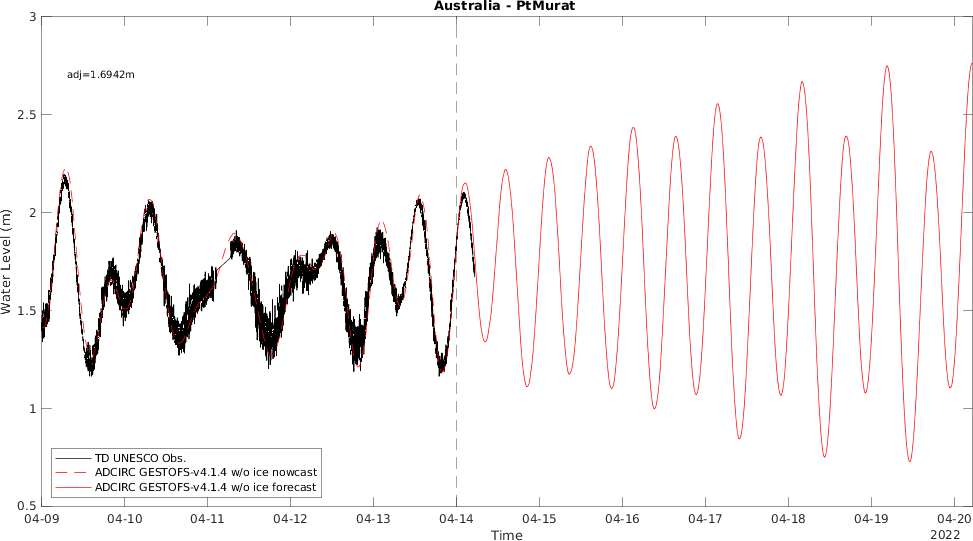 Australia - PtMurat
3
adj=1.6942m
2.5
2
Water Level (m)
1.5
1
TD UNESCO Obs.
ADCIRC GESTOFS-v4.1.4 w/o ice nowcast
ADCIRC GESTOFS-v4.1.4 w/o ice forecast
0.5
04-09 04-10 04-11 04-12 04-13 04-14 04-15 04-16 04-17 04-18 04-19 04-20
Time 2022